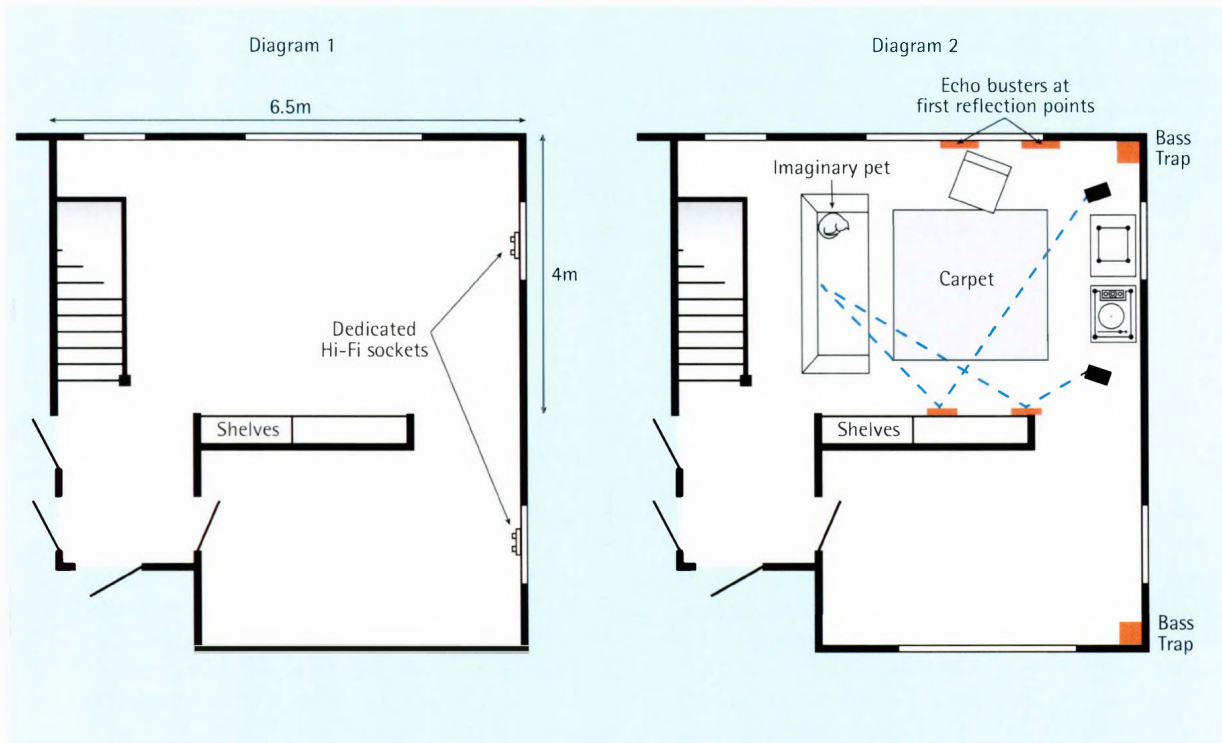 Diagram 1
6.5m
4m
Dedicated
Hi-Fi sockets
Shelves
Diagram 2
Echo busters at
first reflection points
Bass
Trap
Imaginary pet
Carpet
Shelves
Bass
Trap